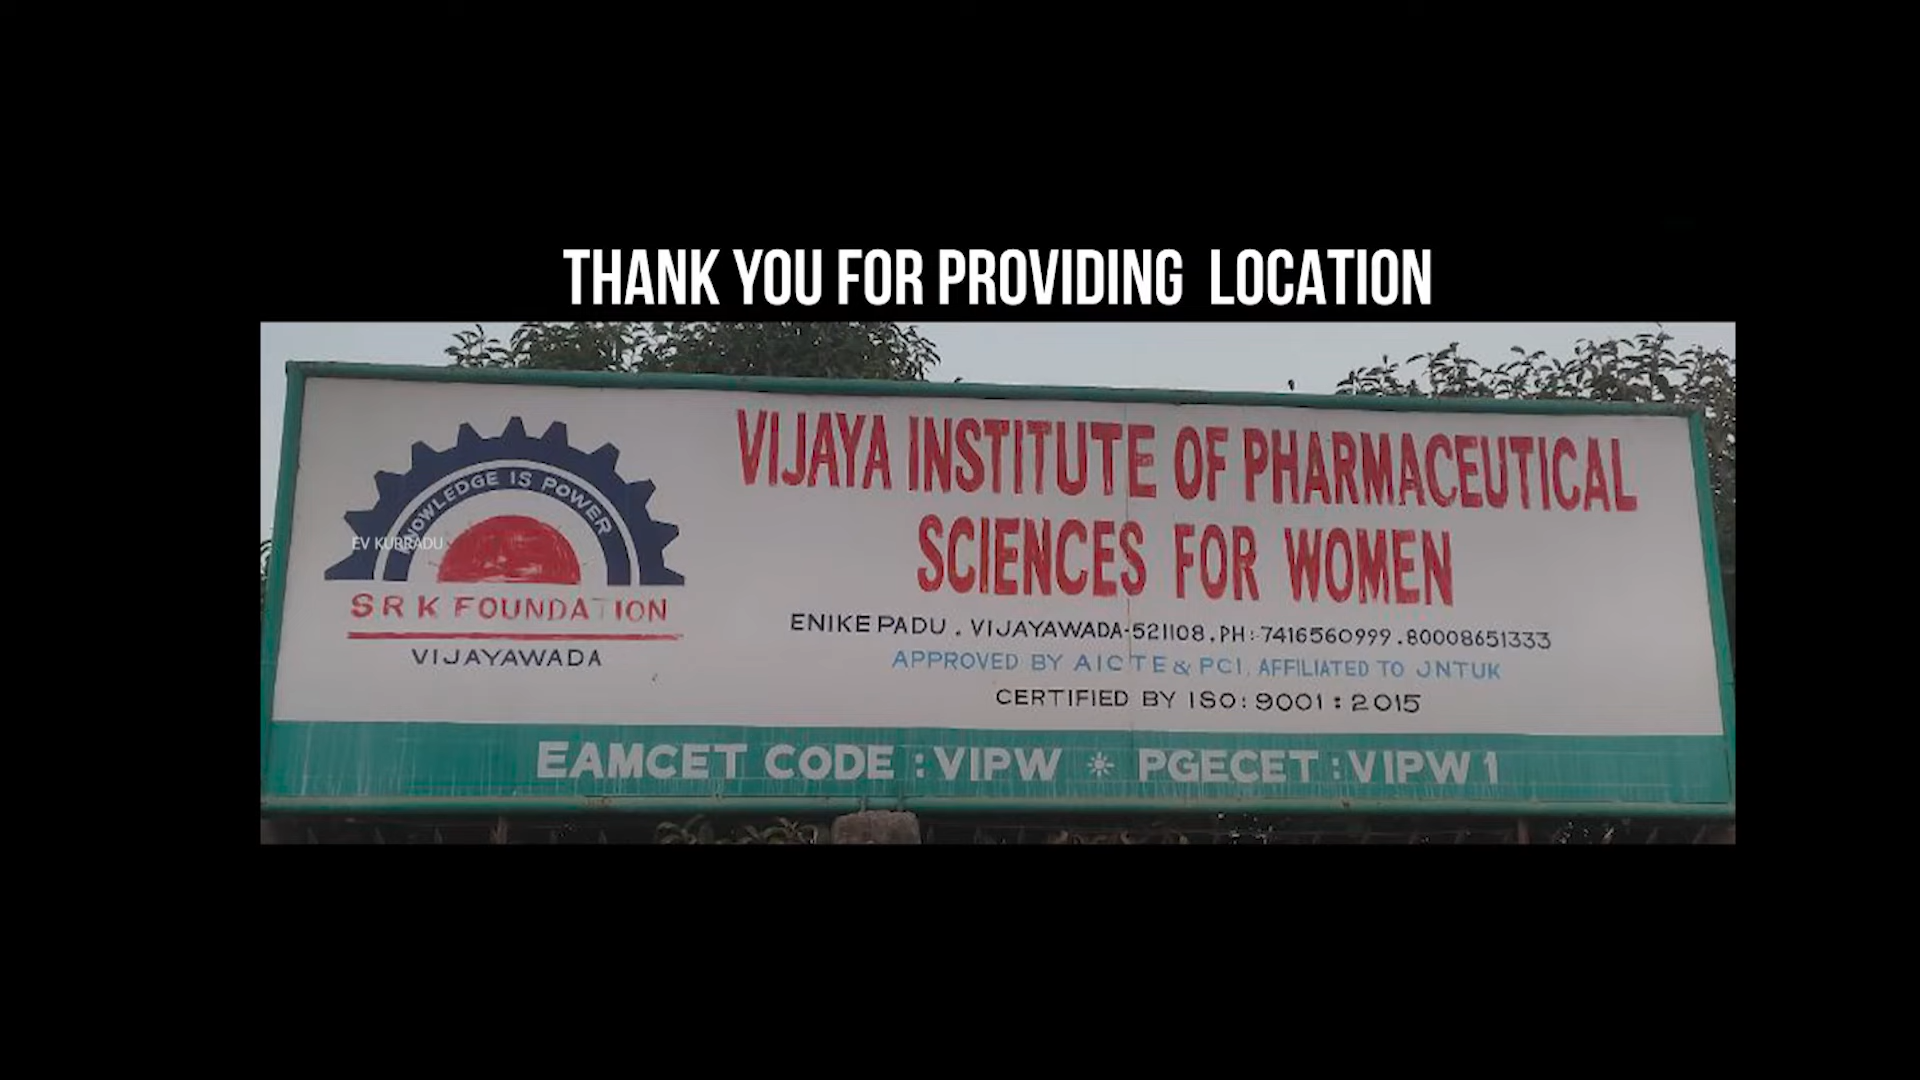 THANK YOU FOR PROVIDING LOCATION
KNOWLEDGE IS POWER
EV KURRADU
SRK FOUNDATION
VIJAYAWADA
VIJAYA INSTITUTE OF PHARMACEUTICAL
SCIENCES FOR WOMEN
ENIKEPADU . VIJAYAWADA-521108 . PH:-7416560999 . 80008651333
APPROVED BY AICTE & PCI, AFFILIATED TO JNTUK
CERTIFIED BY ISO: 9001 : 2015
EAMCET CODE : VIPW ☀ PGECET : VIPW 1